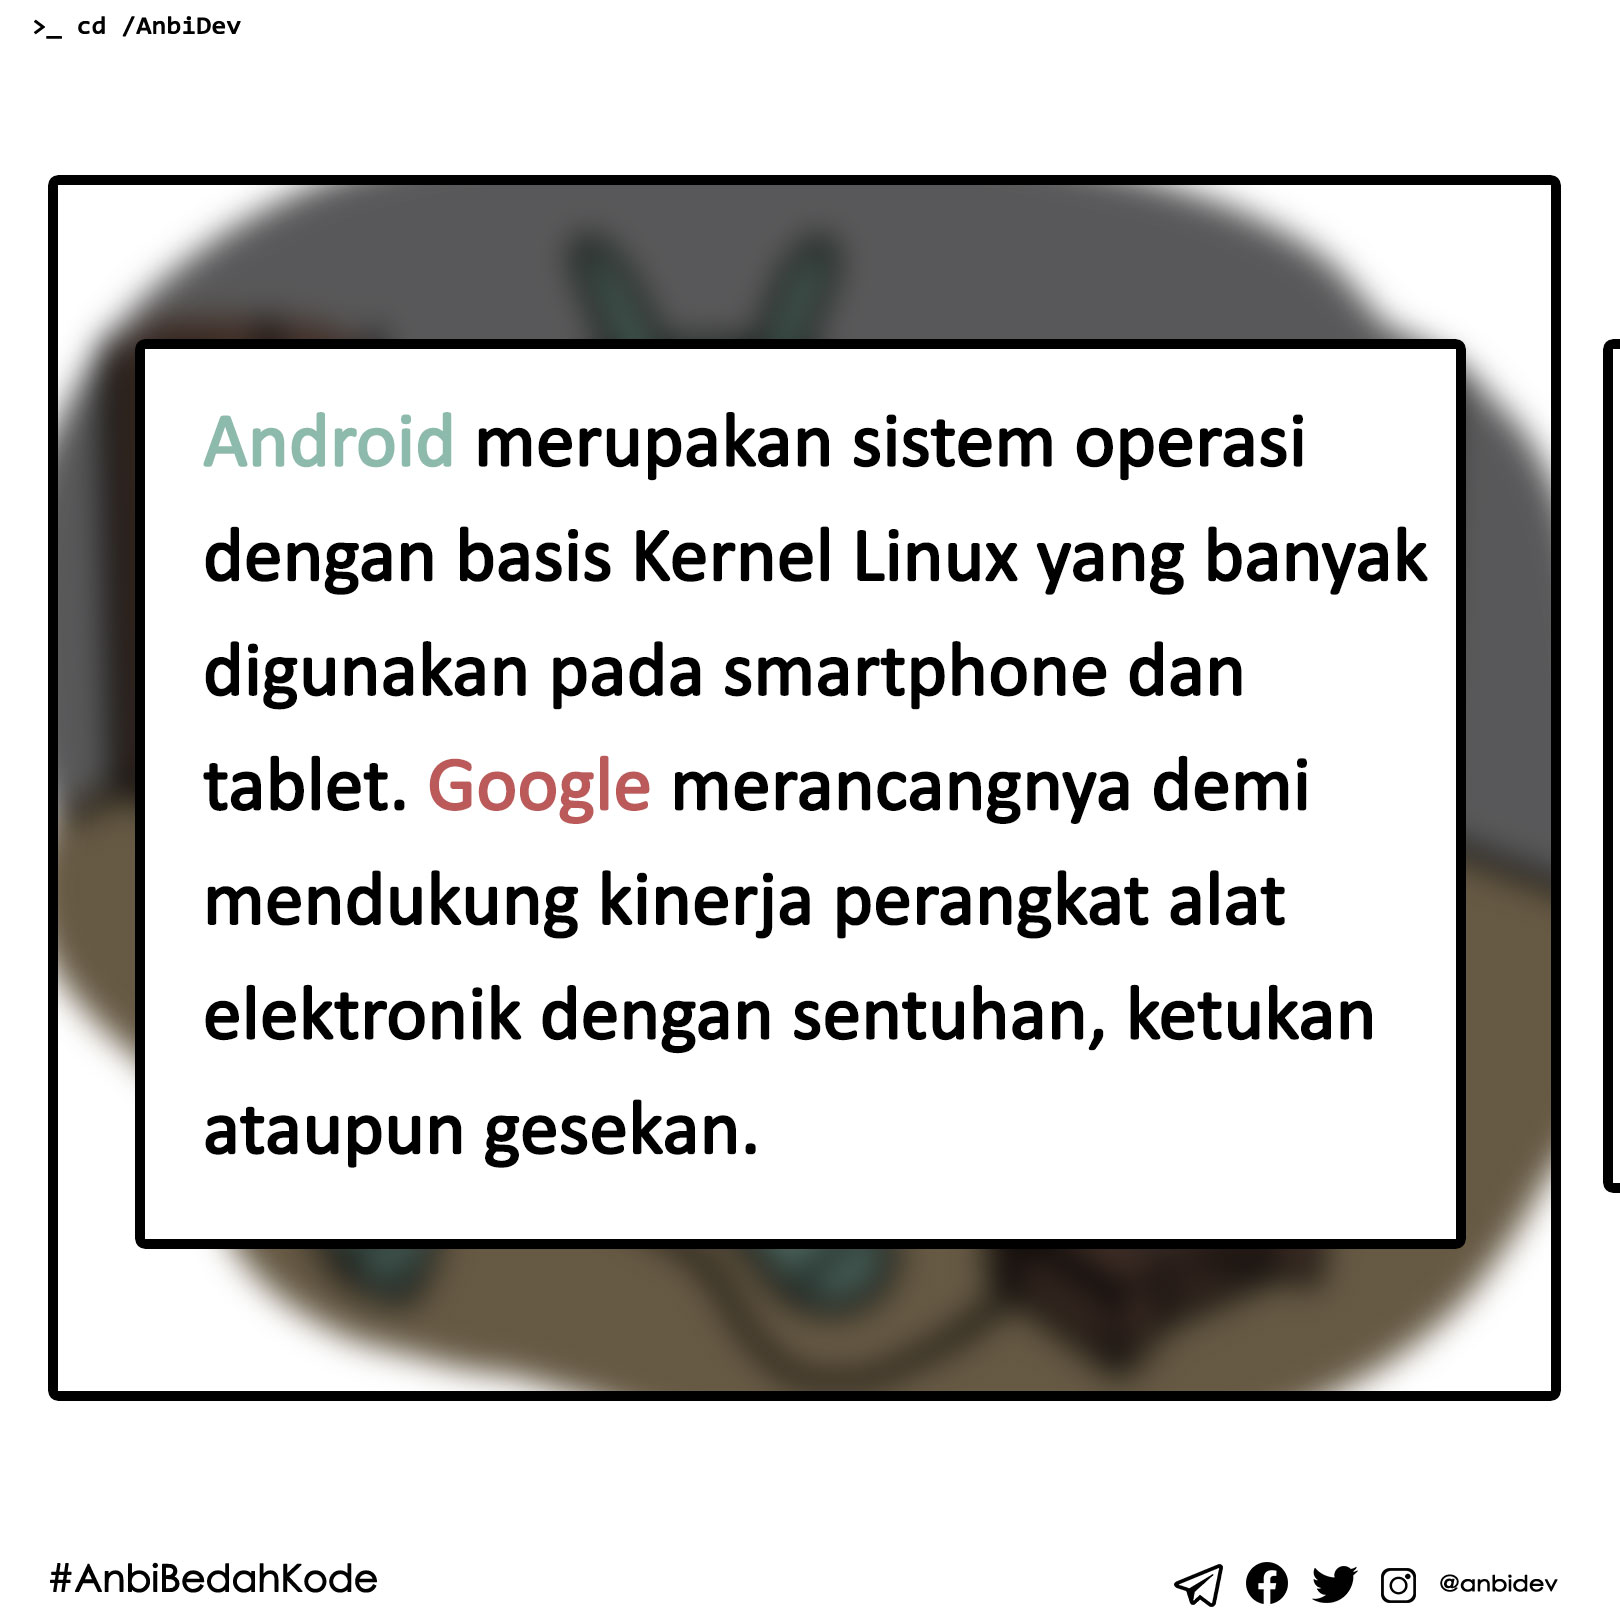 >_ cd /AnbiDev
Android merupakan sistem operasi
dengan basis Kernel Linux yang banyak
digunakan pada smartphone dan
tablet. Google merancangnya demi
mendukung kinerja perangkat alat
elektronik dengan sentuhan, ketukan
ataupun gesekan.
#AnbiBedahKode
@anbidev